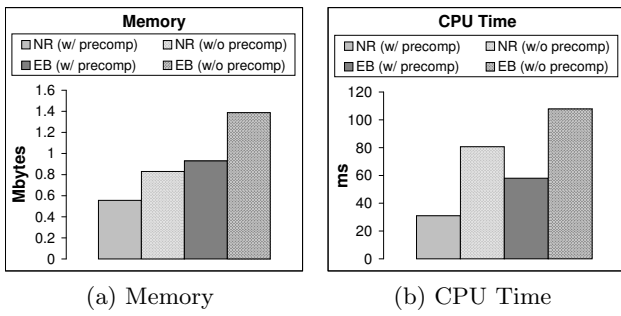 Memory
NR (w/ precomp) NR (w/o precomp)
EB (w/ precomp) EB (w/o precomp)
1.6
1.4
1.2
1
0.8
0.6
0.4
0.2
0
Mbytes
(a) Memory
CPU Time
NR (w/ precomp) NR (w/o precomp)
EB (w/ precomp) EB (w/o precomp)
120
100
80
60
40
20
0
ms
(b) CPU Time